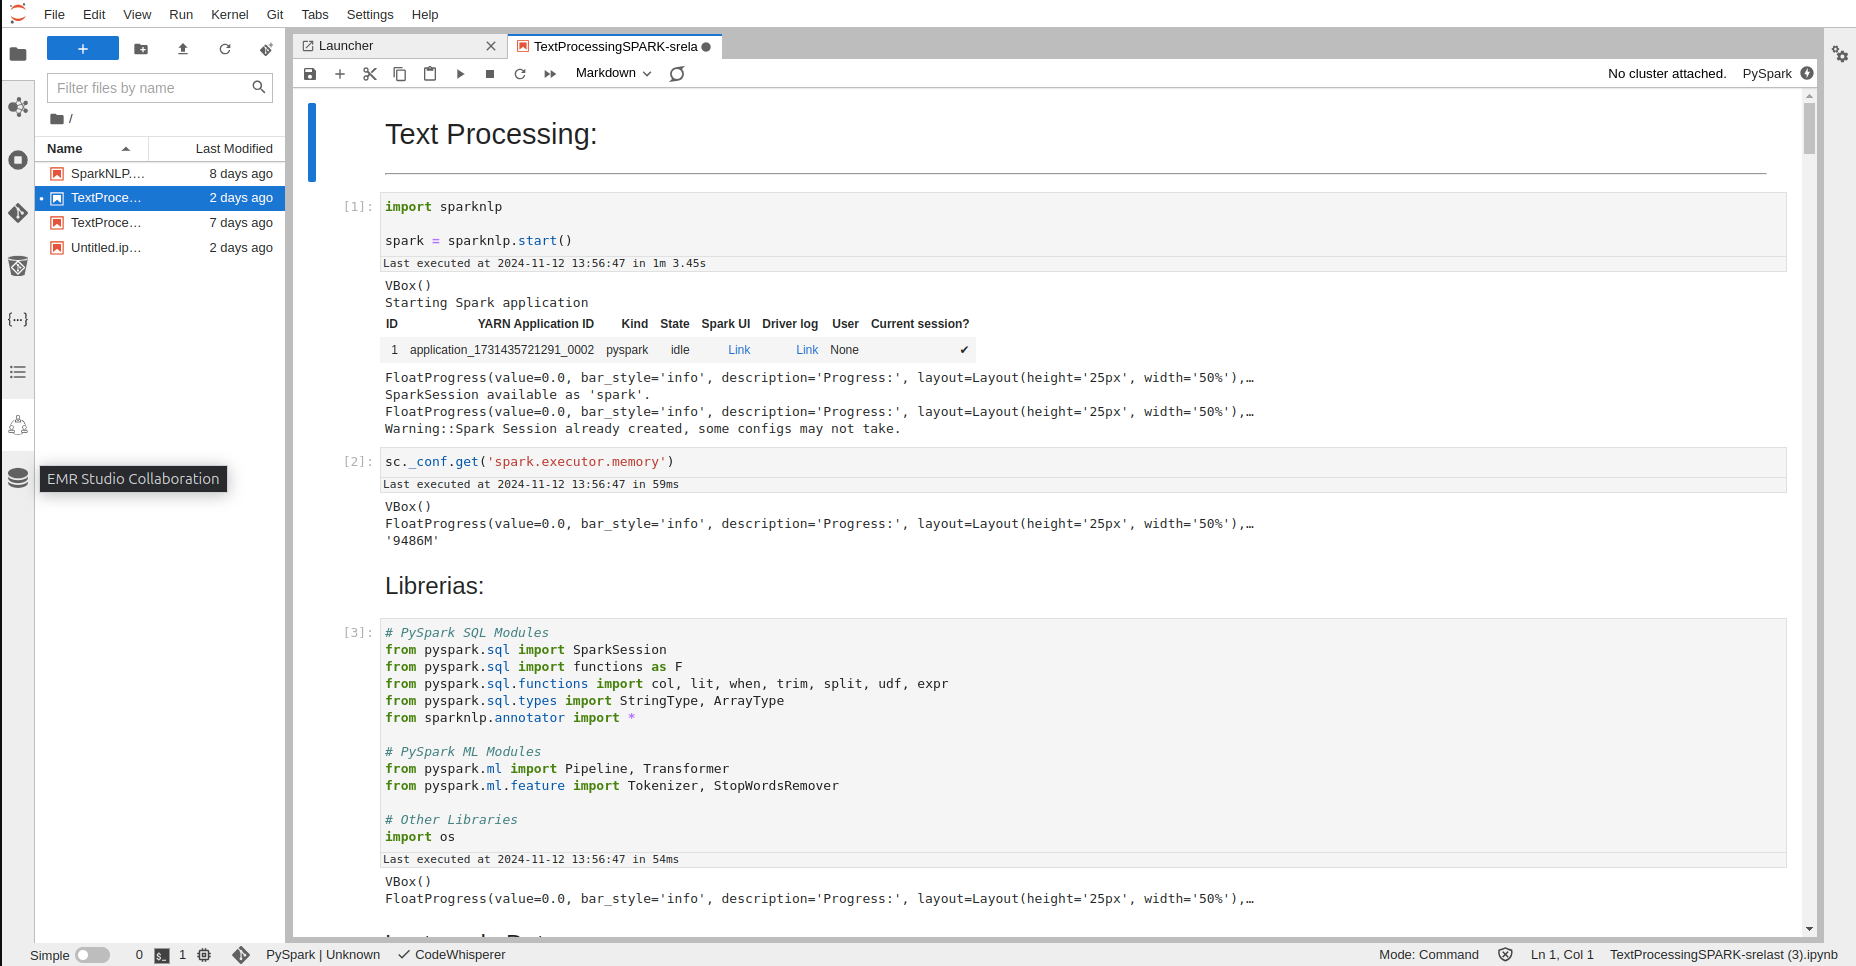 File Edit View Run Kernel Git Tabs Settings Help
Filter files by name
/
Name Last Modified
SparkNLP.... 8 days ago
TextProce... 2 days ago
TextProce... 7 days ago
Untitled.ip... 2 days ago
EMR Studio Collaboration
Launcher TextProcessingSPARK-srela
Markdown No cluster attached. PySpark
Text Processing:
[1]: import sparknlp
spark = sparknlp.start()
Last executed at 2024-11-12 13:56:47 in 1m 3.45s
VBox()
Starting Spark application
ID YARN Application ID Kind State Spark UI Driver log User Current session?
1 application_1731435721291_0002 pyspark idle Link Link None ✔
FloatProgress(value=0.0, bar_style='info', description='Progress:', layout=Layout(height='25px', width='50%'),…
SparkSession available as 'spark'.
FloatProgress(value=0.0, bar_style='info', description='Progress:', layout=Layout(height='25px', width='50%'),…
Warning::Spark Session already created, some configs may not take.
[2]: sc._conf.get('spark.executor.memory')
Last executed at 2024-11-12 13:56:47 in 59ms
VBox()
FloatProgress(value=0.0, bar_style='info', description='Progress:', layout=Layout(height='25px', width='50%'),…
'9486M'
Librerias:
[3]: # PySpark SQL Modules
from pyspark.sql import SparkSession
from pyspark.sql import functions as F
from pyspark.sql.functions import col, lit, when, trim, split, udf, expr
from pyspark.sql.types import StringType, ArrayType
from sparknlp.annotator import *
# PySpark ML Modules
from pyspark.ml import Pipeline, Transformer
from pyspark.ml.feature import Tokenizer, StopWordsRemover
# Other Libraries
import os
Last executed at 2024-11-12 13:56:47 in 54ms
VBox()
FloatProgress(value=0.0, bar_style='info', description='Progress:', layout=Layout(height='25px', width='50%'),…
Simple 0 1 PySpark | Unknown CodeWhisperer Mode: Command Ln 1, Col 1 TextProcessingSPARK-srelast (3).ipynb